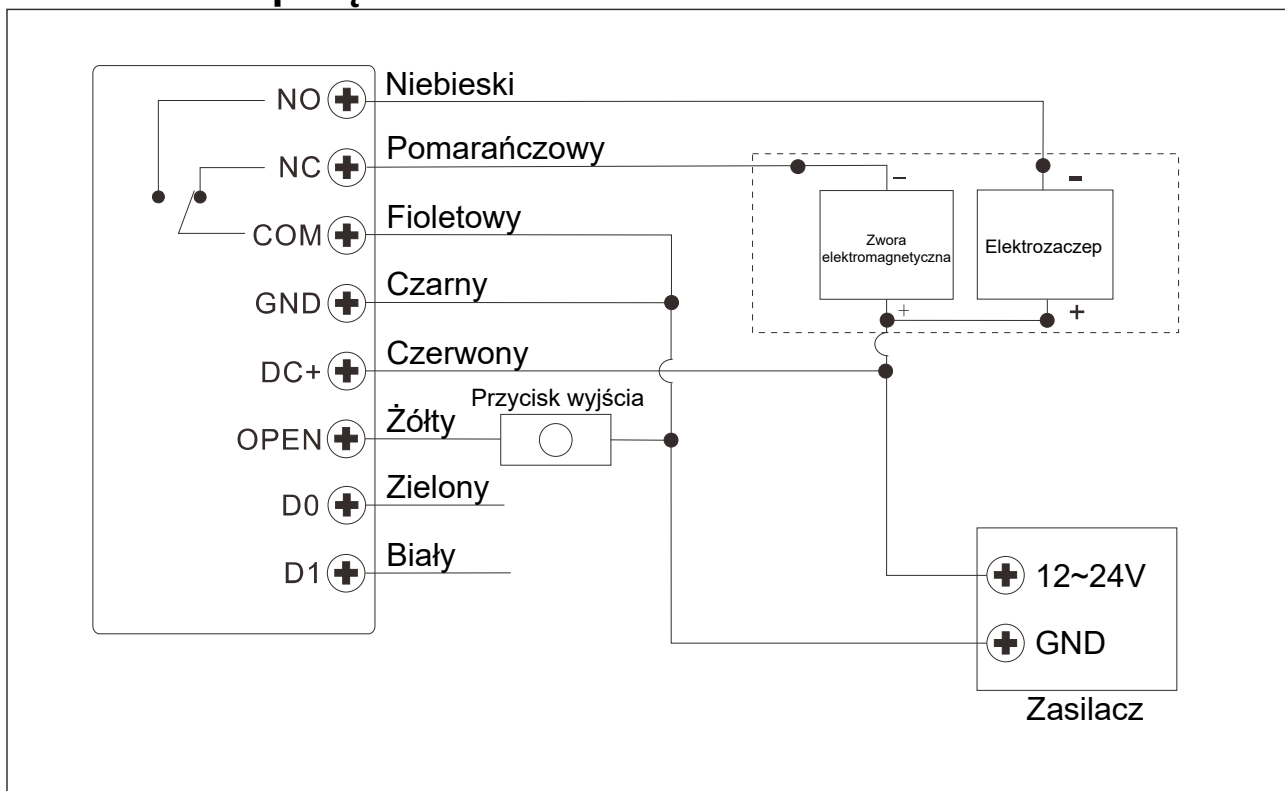 NO Niebieski
NC Pomarańczowy
COM Fioletowy
GND Czarny
DC+ Czerwony
OPEN Żółty
Przycisk wyjścia
D0 Zielony
D1 Biały
−
-
Zwora
elektromagnetyczna
Elektrozaczep
+
+
12~24V
GND
Zasilacz